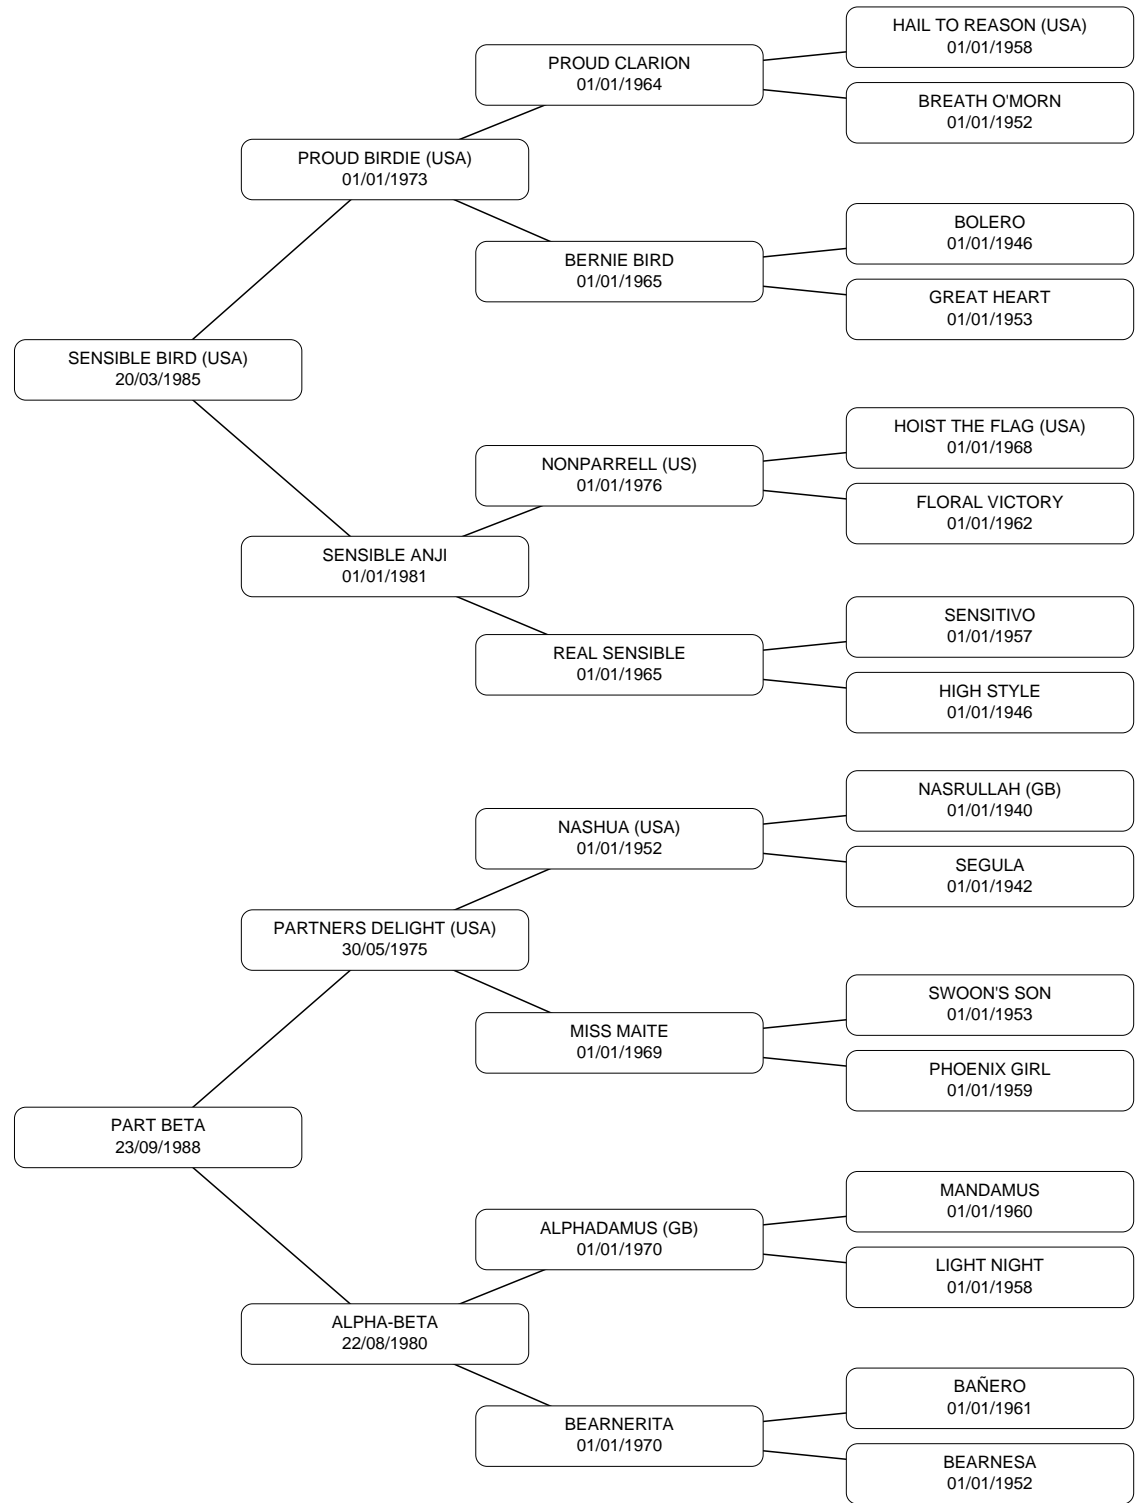 HAIL TO REASON (USA)
01/01/1958
PROUD CLARION
01/01/1964
BREATH O'MORN
01/01/1952
PROUD BIRDIE (USA)
01/01/1973
BOLERO
01/01/1946
BERNIE BIRD
01/01/1965
GREAT HEART
01/01/1953
SENSIBLE BIRD (USA)
20/03/1985
HOIST THE FLAG (USA)
01/01/1968
NONPARRELL (US)
01/01/1976
FLORAL VICTORY
01/01/1962
SENSIBLE ANJI
01/01/1981
SENSITIVO
01/01/1957
REAL SENSIBLE
01/01/1965
HIGH STYLE
01/01/1946
NASRULLAH (GB)
01/01/1940
NASHUA (USA)
01/01/1952
SEGULA
01/01/1942
PARTNERS DELIGHT (USA)
30/05/1975
SWOON'S SON
01/01/1953
MISS MAITE
01/01/1969
PHOENIX GIRL
01/01/1959
PART BETA
23/09/1988
MANDAMUS
01/01/1960
ALPHADAMUS (GB)
01/01/1970
LIGHT NIGHT
01/01/1958
ALPHA-BETA
22/08/1980
BAÑERO
01/01/1961
BEARNERITA
01/01/1970
BEARNESA
01/01/1952